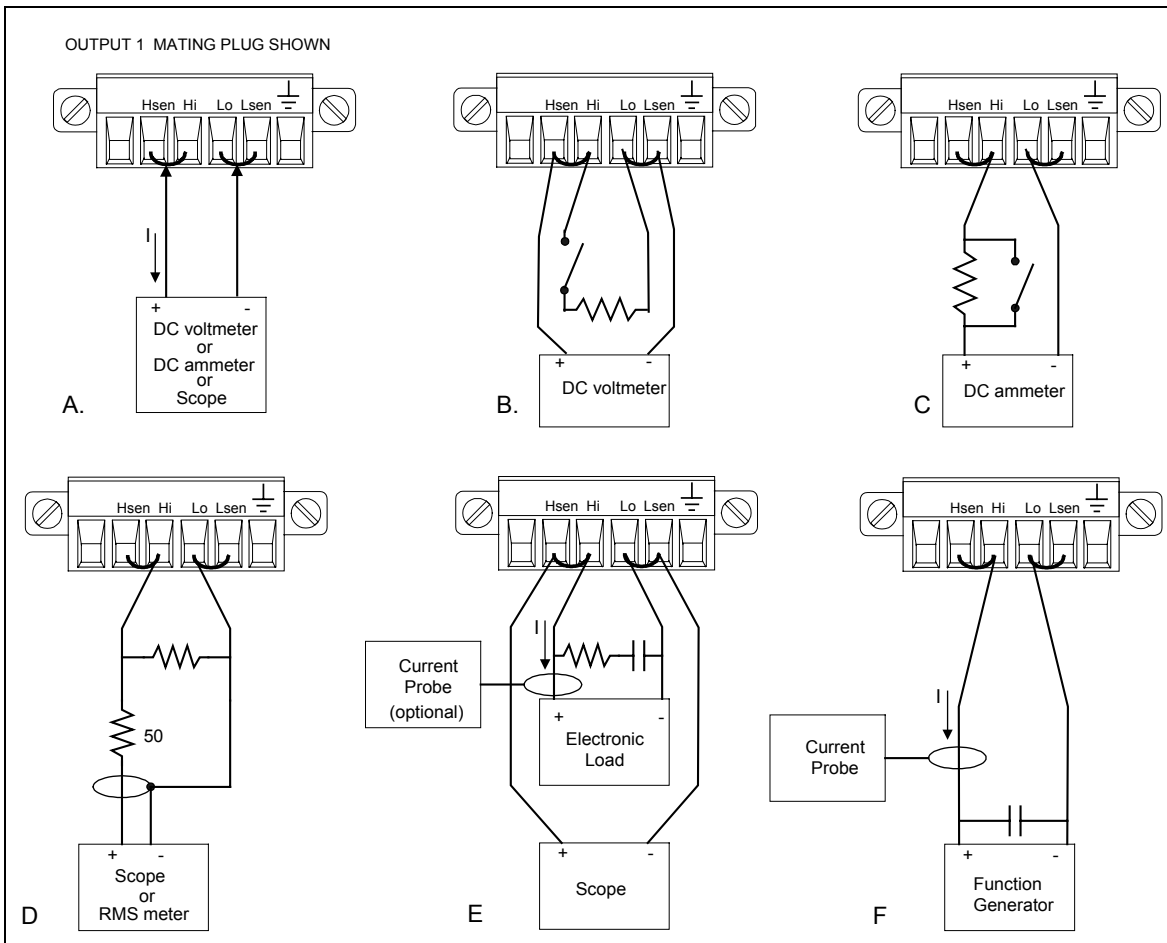 OUTPUT 1 MATING PLUG SHOWN
Hsen Hi Lo Lsen
I
+ -
DC voltmeter
or
DC ammeter
or
Scope
A.
Hsen Hi Lo Lsen
+ -
DC voltmeter
B.
Hsen Hi Lo Lsen
+ -
DC ammeter
C
Hsen Hi Lo Lsen
50
+ -
Scope
or
RMS meter
D
Hsen Hi Lo Lsen
I
Current
Probe
(optional)
+ -
Electronic
Load
+ -
Scope
E
Hsen Hi Lo Lsen
I
Current
Probe
+ -
Function
Generator
F